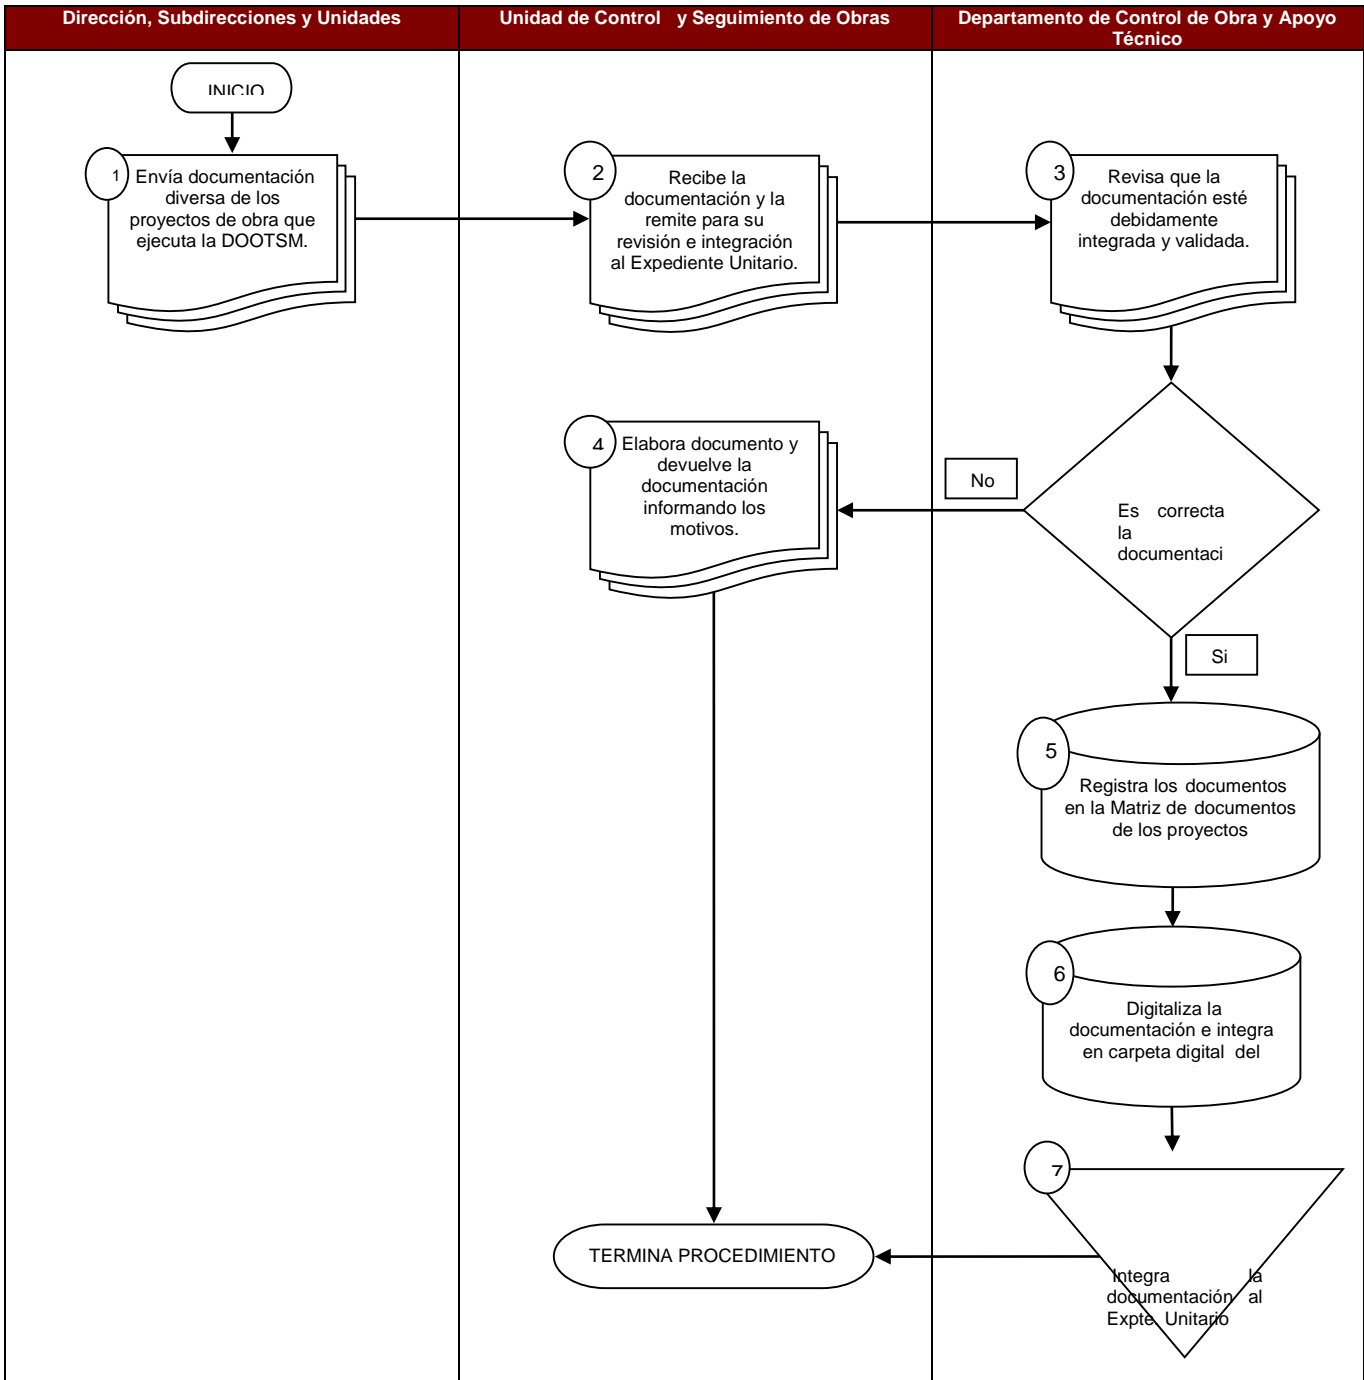 Dirección, Subdirecciones y Unidades
Unidad de Control y Seguimiento de Obras
Departamento de Control de Obra y Apoyo
Técnico
INICIO
1
Envía documentación
diversa de los
proyectos de obra que
ejecuta la DOOTSM.
2
Recibe la
documentación y la
remite para su
revisión e integración
al Expediente Unitario.
3
Revisa que la
documentación esté
debidamente
integrada y validada.
4
Elabora documento y
devuelve la
documentación
informando los
motivos.
No
Es correcta
la
documentaci
Si
5
Registra los documentos
en la Matriz de documentos
de los proyectos
6
Digitaliza la
documentación e integra
en carpeta digital del
7
Integra la
documentación al
Expte. Unitario
TERMINA PROCEDIMIENTO